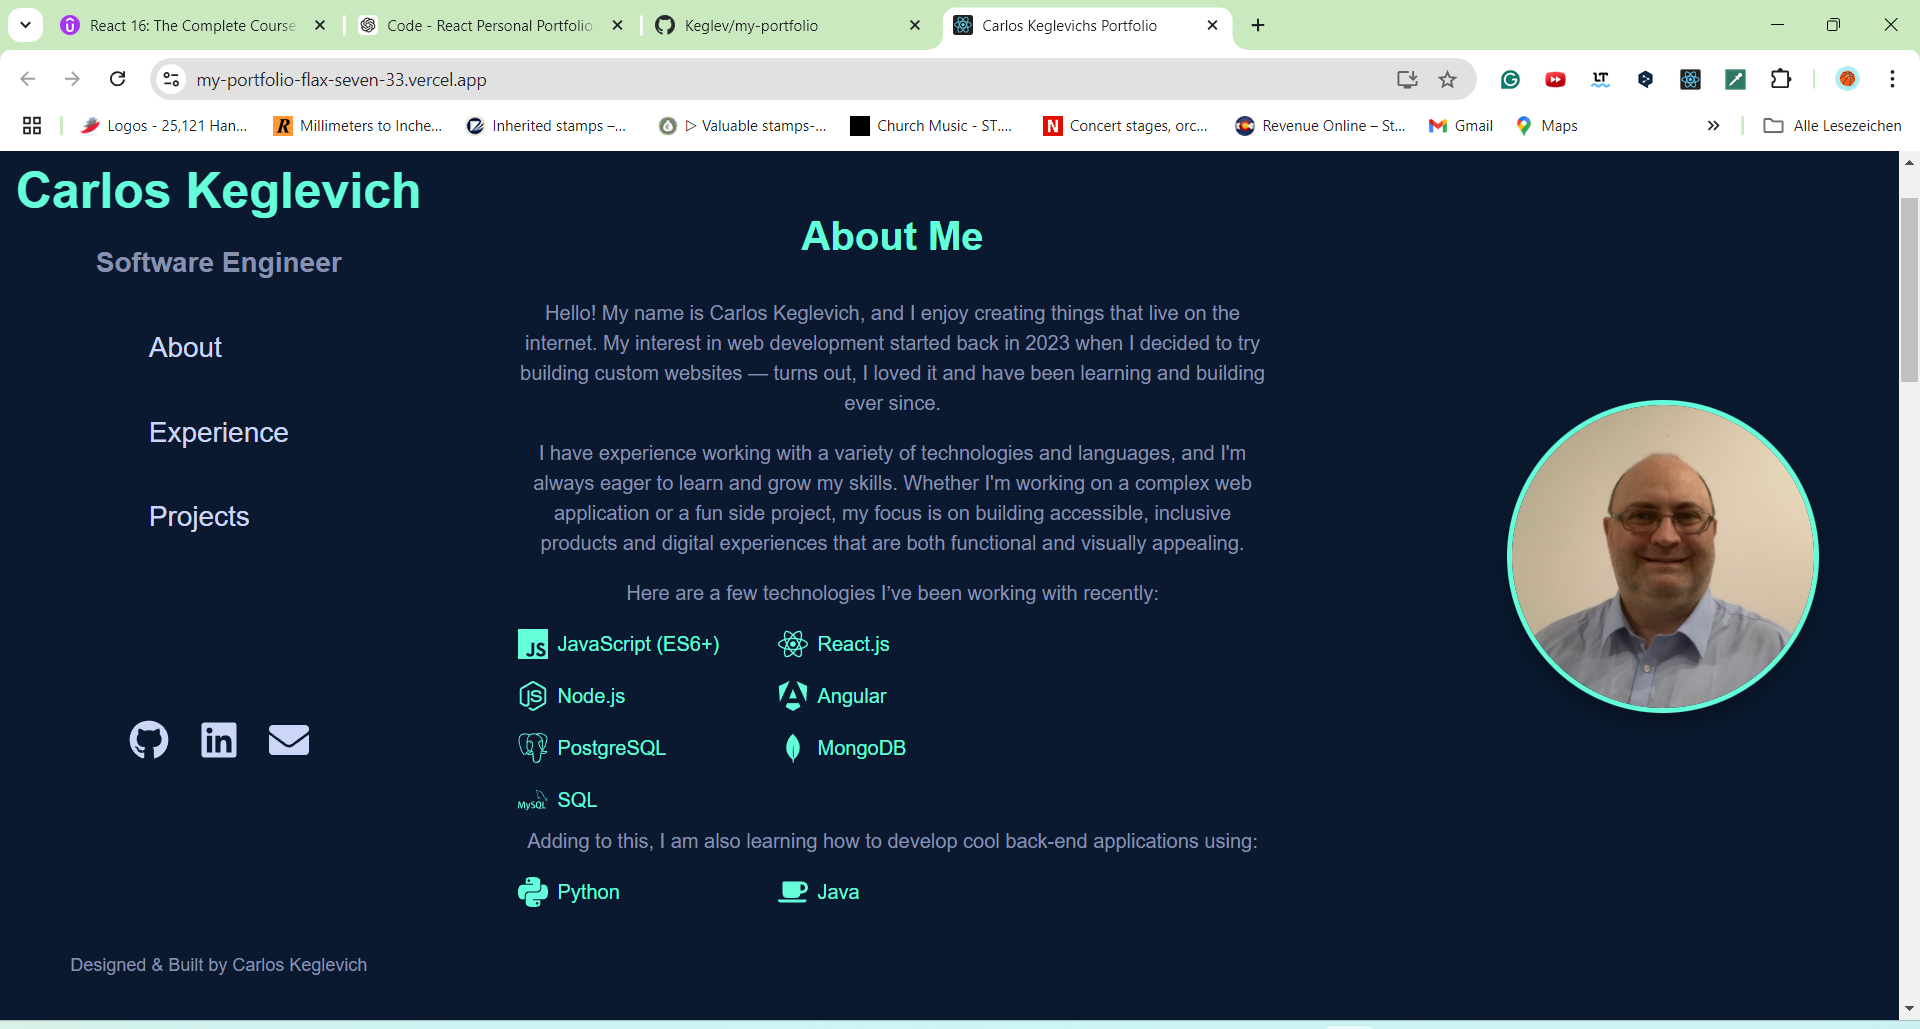 React 16: The Complete Course
Code - React Personal Portfolio
Keglev/my-portfolio
Carlos Keglevichs Portfolio
my-portfolio-flax-seven-33.vercel.app
Logos - 25,121 Han...
Millimeters to Inche...
Inherited stamps –...
▷ Valuable stamps-...
Church Music - ST....
Concert stages, orc...
Revenue Online – St...
Gmail
Maps
Alle Lesezeichen
Carlos Keglevich
Software Engineer
About
Experience
Projects
Designed & Built by Carlos Keglevich
About Me
Hello! My name is Carlos Keglevich, and I enjoy creating things that live on the
internet. My interest in web development started back in 2023 when I decided to try
building custom websites — turns out, I loved it and have been learning and building
ever since.
I have experience working with a variety of technologies and languages, and I'm
always eager to learn and grow my skills. Whether I'm working on a complex web
application or a fun side project, my focus is on building accessible, inclusive
products and digital experiences that are both functional and visually appealing.
Here are a few technologies I’ve been working with recently:
JS JavaScript (ES6+)
React.js
Node.js
Angular
PostgreSQL
MongoDB
MySQL SQL
Adding to this, I am also learning how to develop cool back-end applications using:
Python
Java